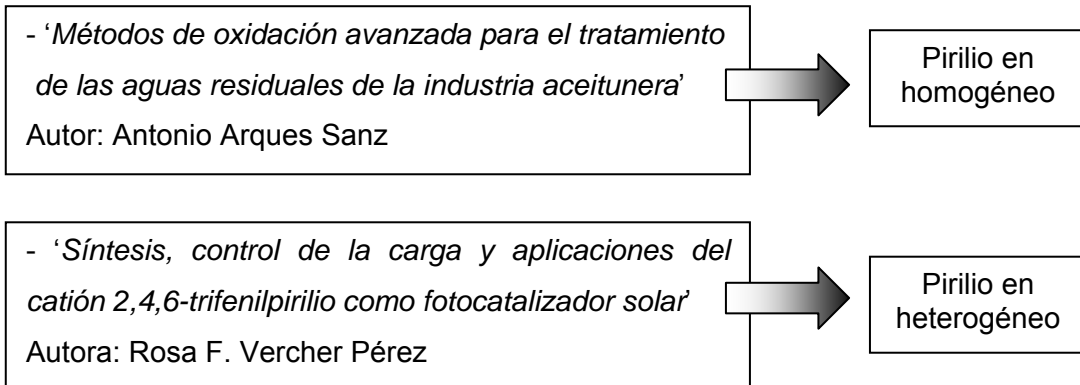 - ‘Métodos de oxidación avanzada para el tratamiento
de las aguas residuales de la industria aceitunera’
Autor: Antonio Arques Sanz
Pirilio en
homogéneo
- ‘Síntesis, control de la carga y aplicaciones del
catión 2,4,6-trifenilpirilio como fotocatalizador solar’
Autora: Rosa F. Vercher Pérez
Pirilio en
heterogéneo